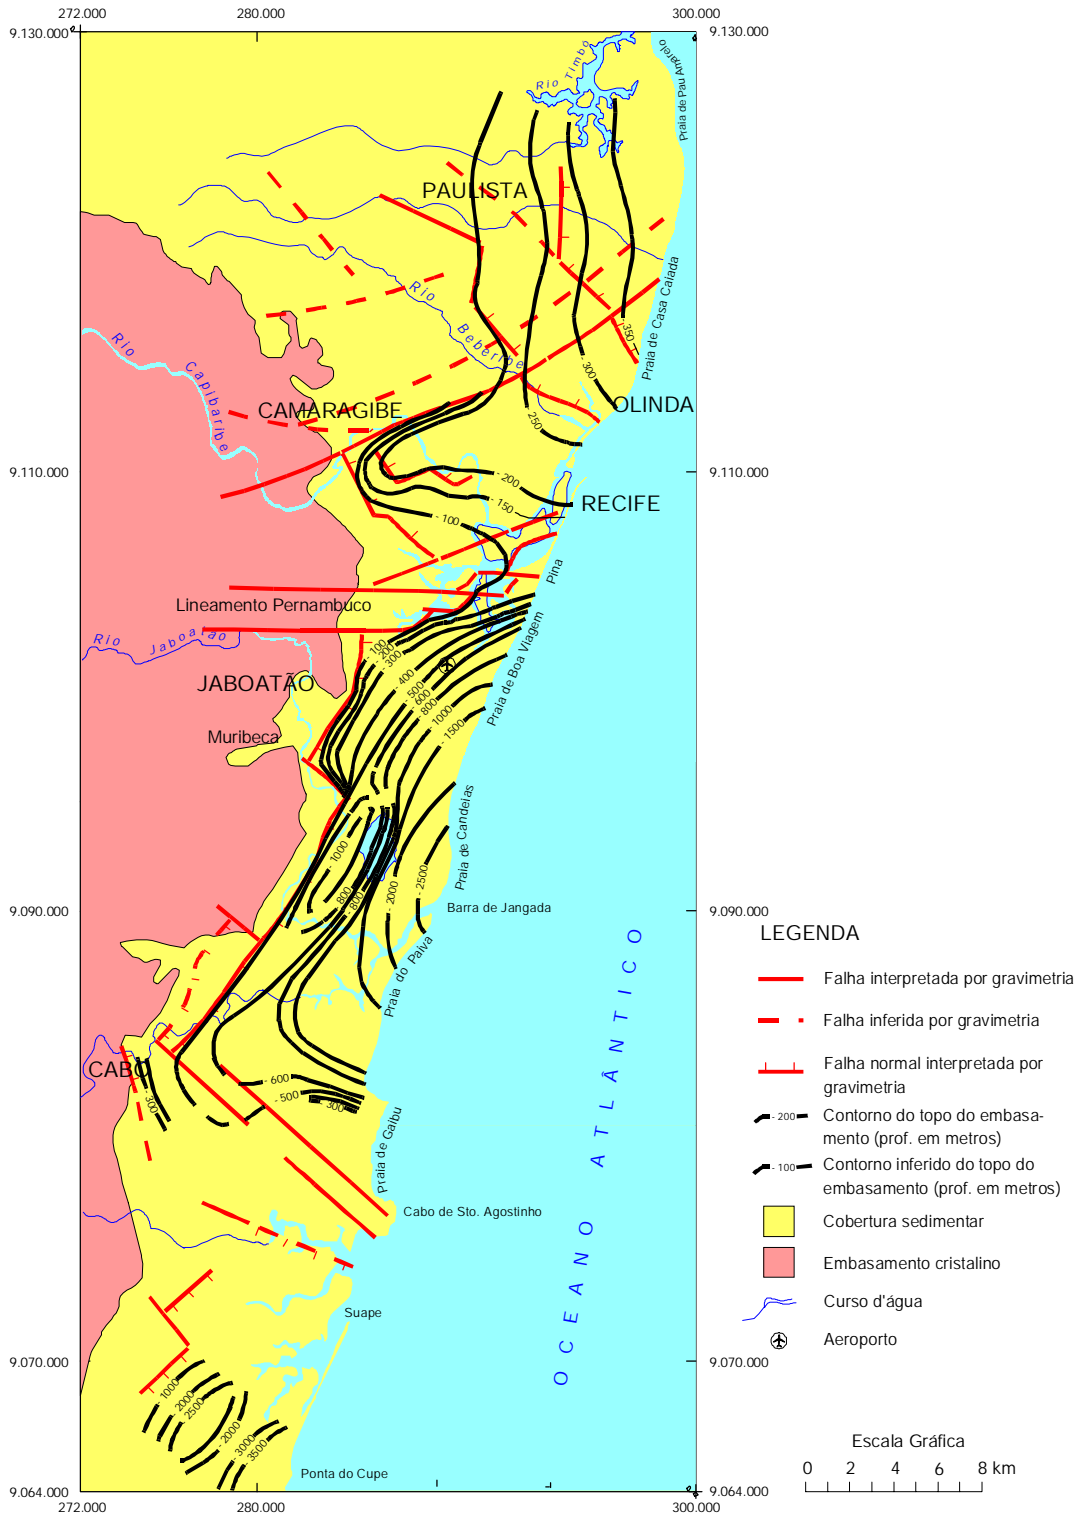 272.000
280.000
300.000
9.130.000
9.130.000
Rio Timbo
Praia de Pau Amarelo
PAULISTA
Rio Beberibe
Praia de Casa Caiada
- 350
- 300
Rio Capibaribe
CAMARAGIBE
OLINDA
250
9.110.000
9.110.000
- 200
- 150
- 100
RECIFE
Pina
Lineamento Pernambuco
Rio Jaboatão
- 100
- 200
- 300
- 400
- 500
- 600
- 800
- 1000
- 1500
Praia de Boa Viagem
JABOATÃO
Muribeca
Praia de Candeias
- 1000
800
- 800
- 2000
- 2500
9.090.000
9.090.000
Barra de Jangada
Praia do Paiva
OCEANO ATLÂNTICO
CABO
- 300
- 600
- 500
300
Praia de Gaibu
Cabo de Sto. Agostinho
Suape
9.070.000
9.070.000
- 1000
- 2000
- 2500
- 2000
- 3000
- 3500
Ponta do Cupe
9.064.000
9.064.000
272.000
280.000
300.000
LEGENDA
Falha interpretada por gravimetria
Falha inferida por gravimetria
Falha normal interpretada por
gravimetria
- 200
Contorno do topo do embasa-
mento (prof. em metros)
- 100
Contorno inferido do topo do
embasamento (prof. em metros)
Cobertura sedimentar
Embasamento cristalino
Curso d'água
Aeroporto
Escala Gráfica
0 2 4 6 8 km